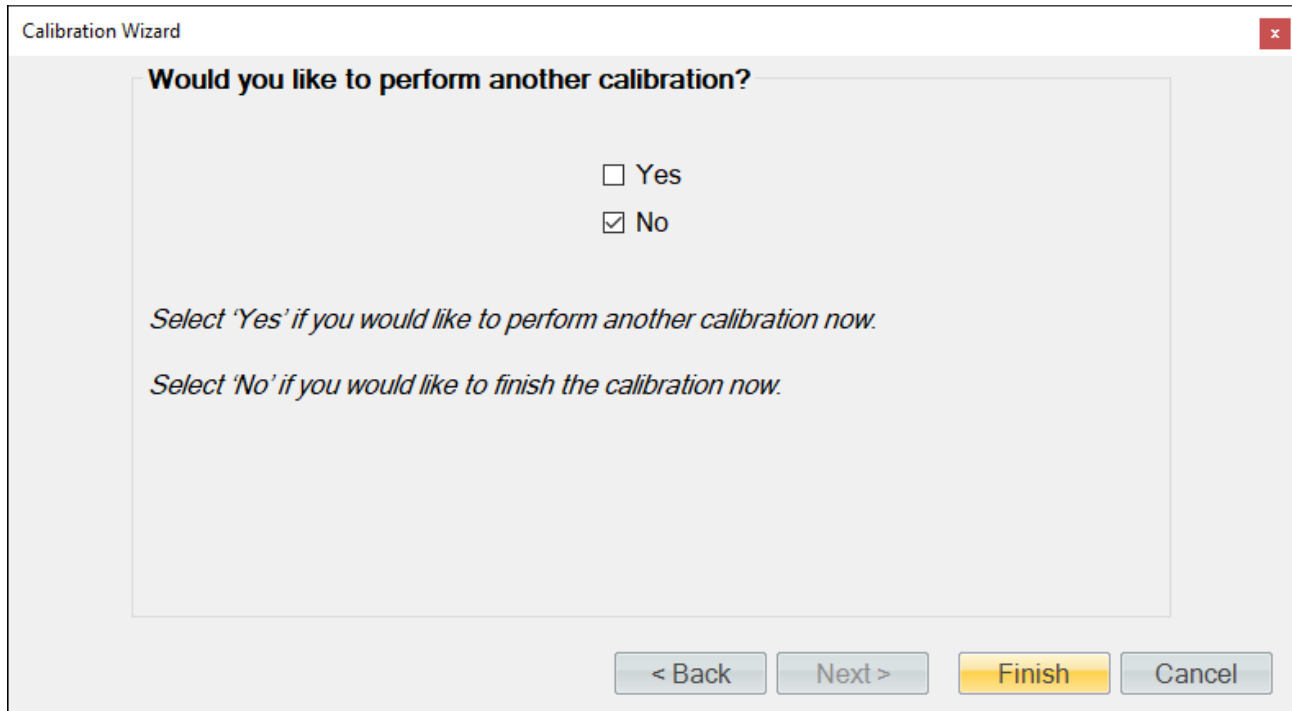 Calibration Wizard
x
Would you like to perform another calibration?
Yes
No
Select ‘Yes’ if you would like to perform another calibration now.
Select ‘No’ if you would like to finish the calibration now.
< Back
Next >
Finish
Cancel